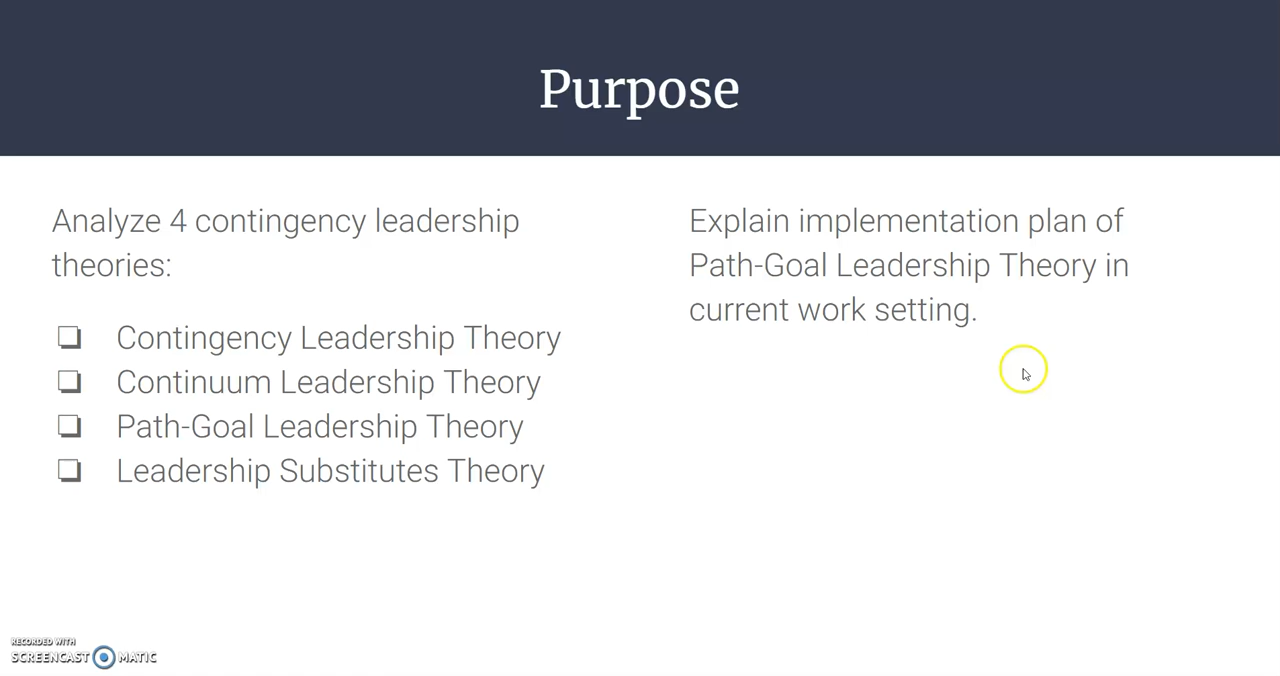 Purpose
Analyze 4 contingency leadership
theories:
Contingency Leadership Theory
Continuum Leadership Theory
Path-Goal Leadership Theory
Leadership Substitutes Theory
Explain implementation plan of
Path-Goal Leadership Theory in
current work setting.
RECORDED WITH
SCREENCAST MATIC